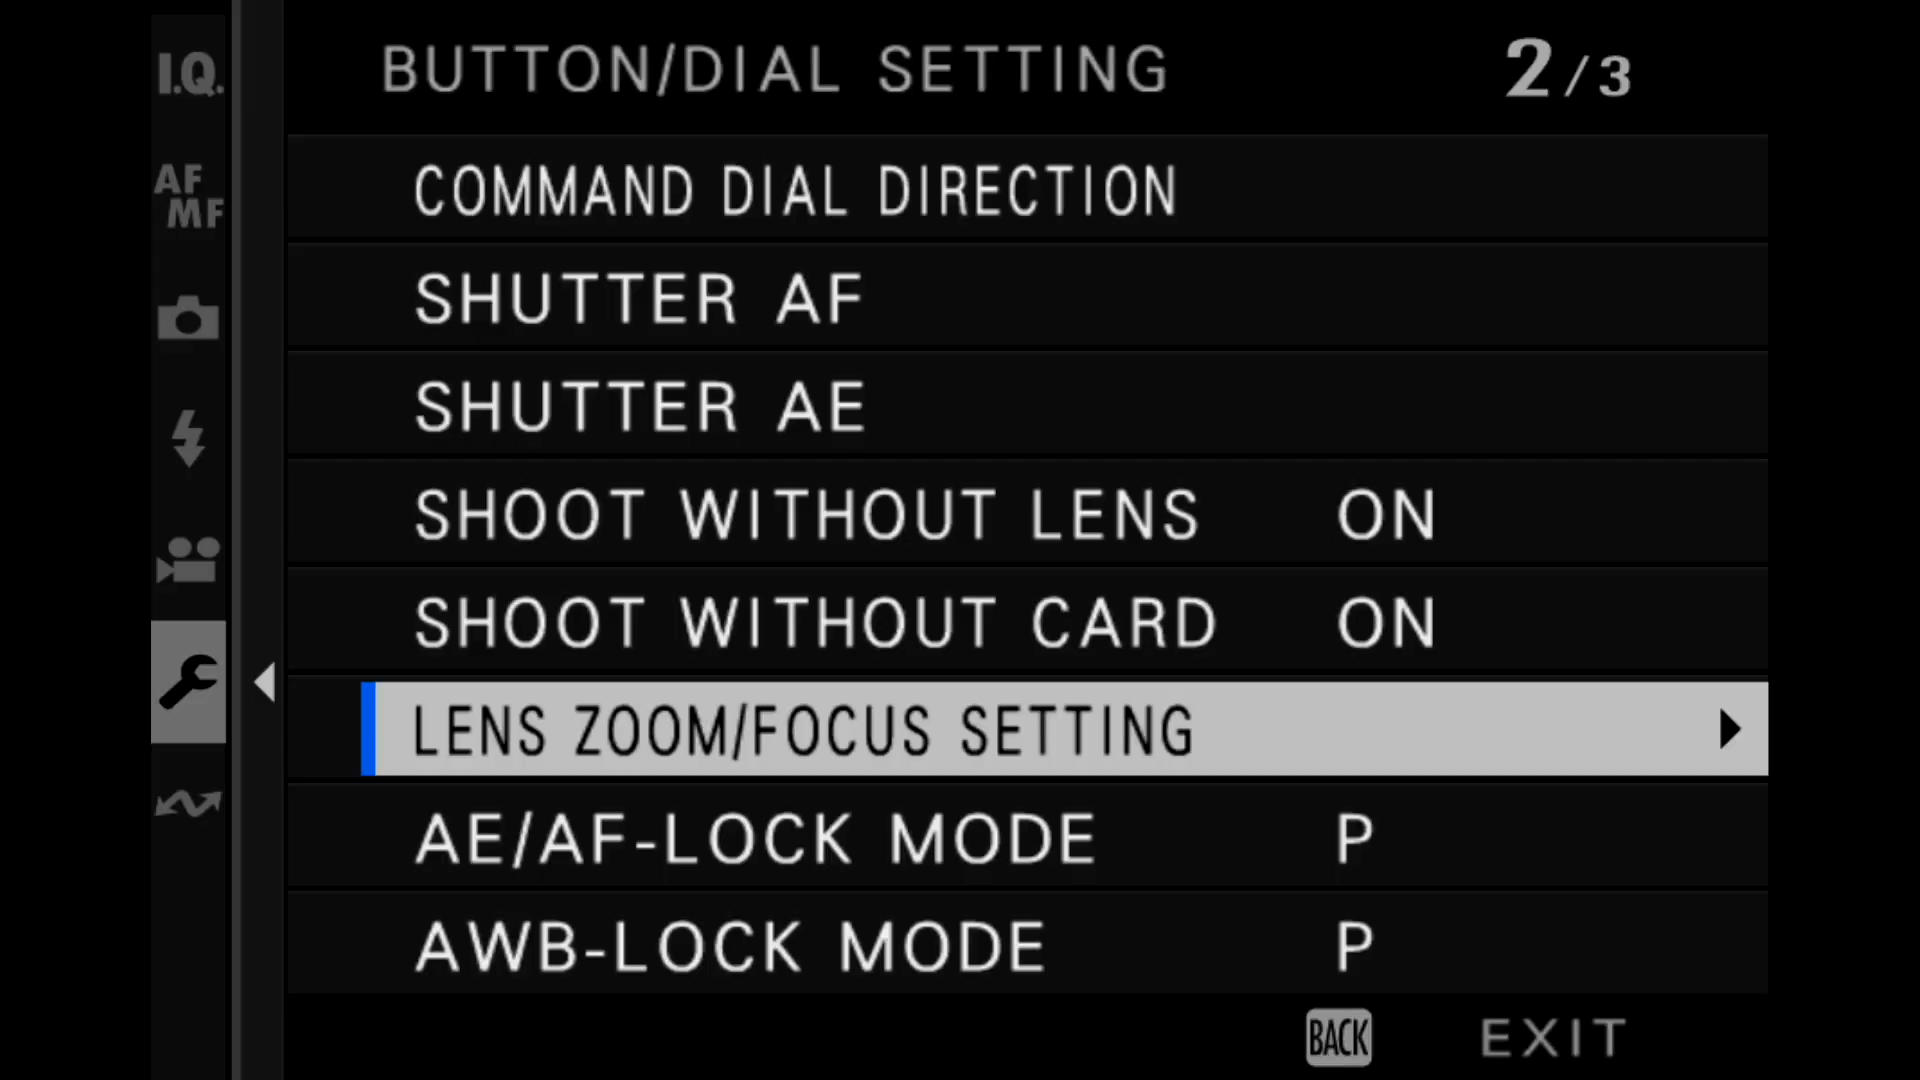 I.Q.
BUTTON/DIAL SETTING 2/3
COMMAND DIAL DIRECTION
AF
MF
SHUTTER AF
SHUTTER AE
SHOOT WITHOUT LENS ON
SHOOT WITHOUT CARD ON
LENS ZOOM/FOCUS SETTING
AE/AF-LOCK MODE P
AWB-LOCK MODE P
BACK EXIT